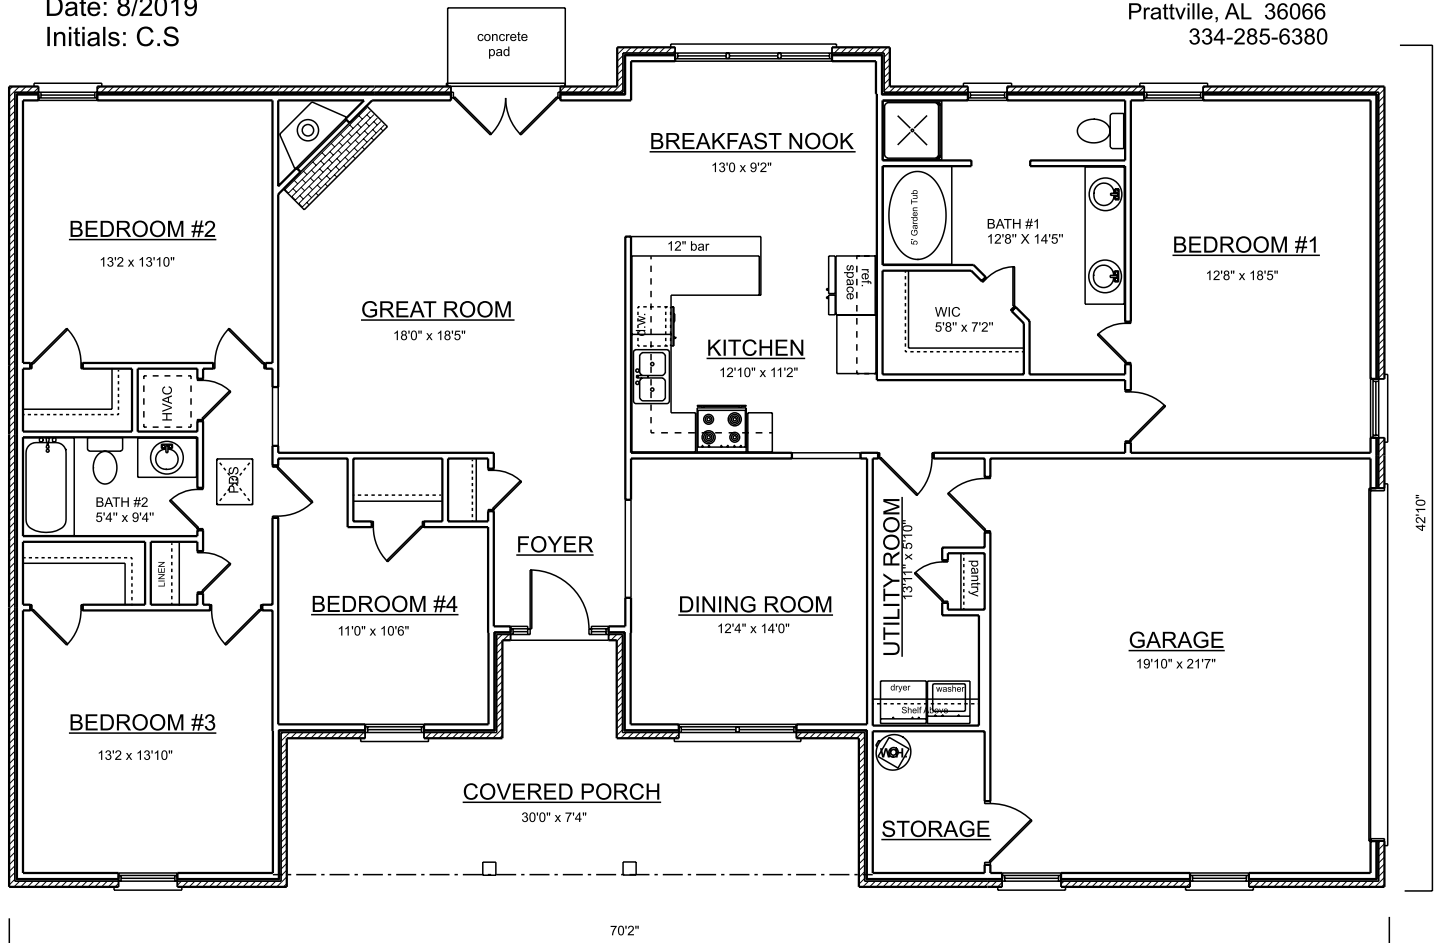 Date: 8/2019
Initials: C.S
Prattville, AL 36066
334-285-6380
concrete
pad
BREAKFAST NOOK
13'0 x 9'2"
BEDROOM #2
13'2 x 13'10"
5' Garden Tub
BATH #1
12'8" X 14'5"
BEDROOM #1
12'8" x 18'5"
12" bar
ref.
space
GREAT ROOM
18'0" x 18'5"
D.W.
WIC
5'8" x 7'2"
KITCHEN
12'10" x 11'2"
HVAC
PDS
BATH #2
5'4" x 9'4"
42'10"
UTILITY ROOM
13'11" x 5'10"
FOYER
LINEN
pantry
BEDROOM #4
11'0" x 10'6"
DINING ROOM
12'4" x 14'0"
GARAGE
19'10" x 21'7"
dryer
washer
Shelf Above
BEDROOM #3
13'2 x 13'10"
W.H.
COVERED PORCH
30'0" x 7'4"
STORAGE
70'2"